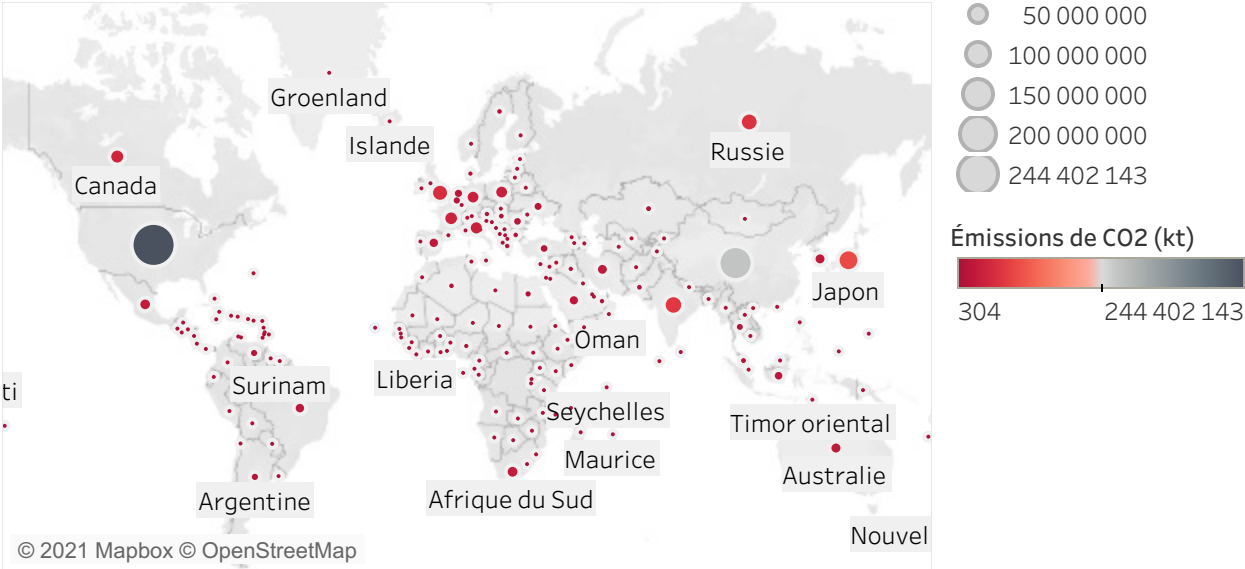 50 000 000
100 000 000
150 000 000
200 000 000
244 402 143
Émissions de CO2 (kt)
304
244 402 143
Groenland
Islande
Russie
Canada
Japon
Oman
Liberia
Surinam
ti
Seychelles
Timor oriental
Maurice
Australie
Argentine
Afrique du Sud
Nouvel
© 2021 Mapbox © OpenStreetMap